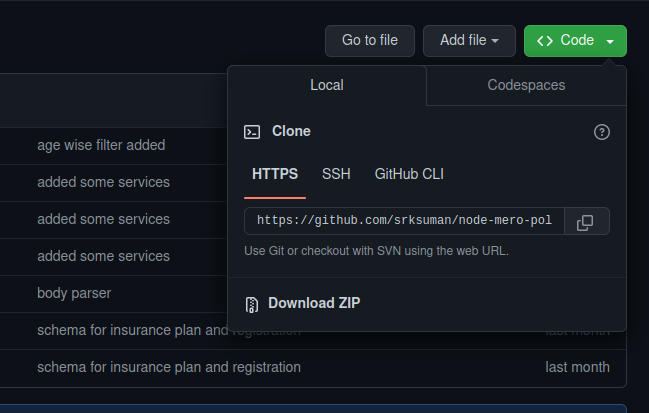 Go to file
Add file
Code
Local
Codespaces
Clone
HTTPS
SSH
GitHub CLI
https://github.com/srksuman/node-mero-pol
Use Git or checkout with SVN using the web URL.
Download ZIP
age wise filter added
added some services
added some services
added some services
body parser
schema for insurance plan and registration
last month
schema for insurance plan and registration
last month